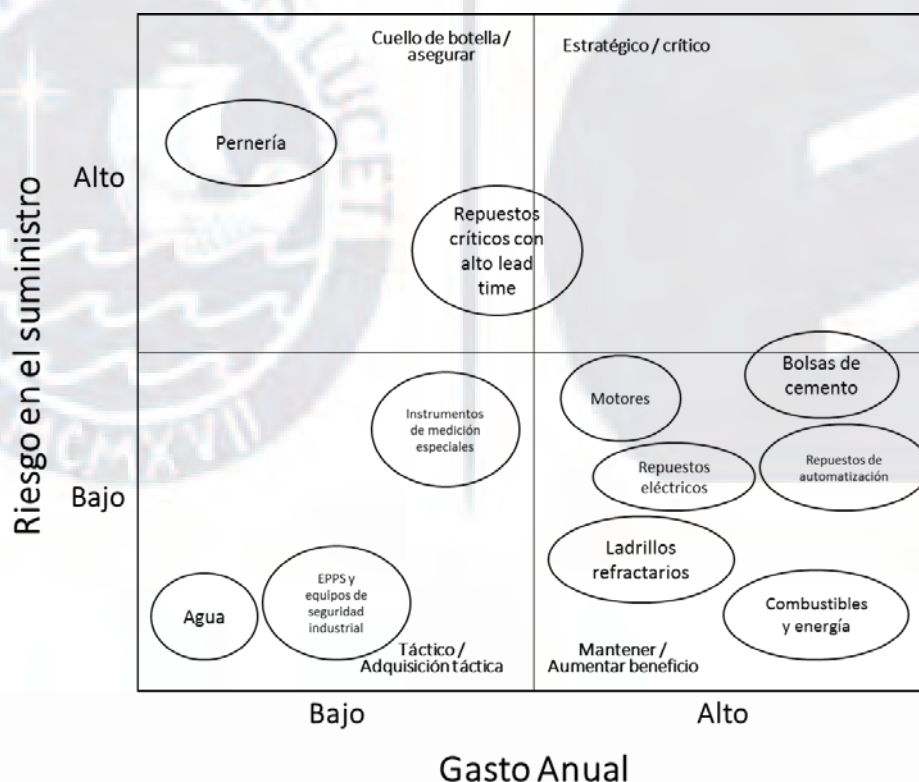 Cuello de botella /
asegurar
Estratégico / crítico
Pernería
Alto
Repuestos
críticos con
alto lead
time
Riesgo en el suministro
Bolsas de
cemento
Motores
Instrumentos
de medición
especiales
Repuestos de
automatización
Repuestos
eléctricos
Bajo
Ladrillos
refractarios
EPPS y
equipos de
seguridad
industrial
Agua
Combustibles
y energía
Táctico /
Adquisición táctica
Mantener /
Aumentar beneficio
Bajo
Alto
Gasto Anual
LUCET
MCMXVII